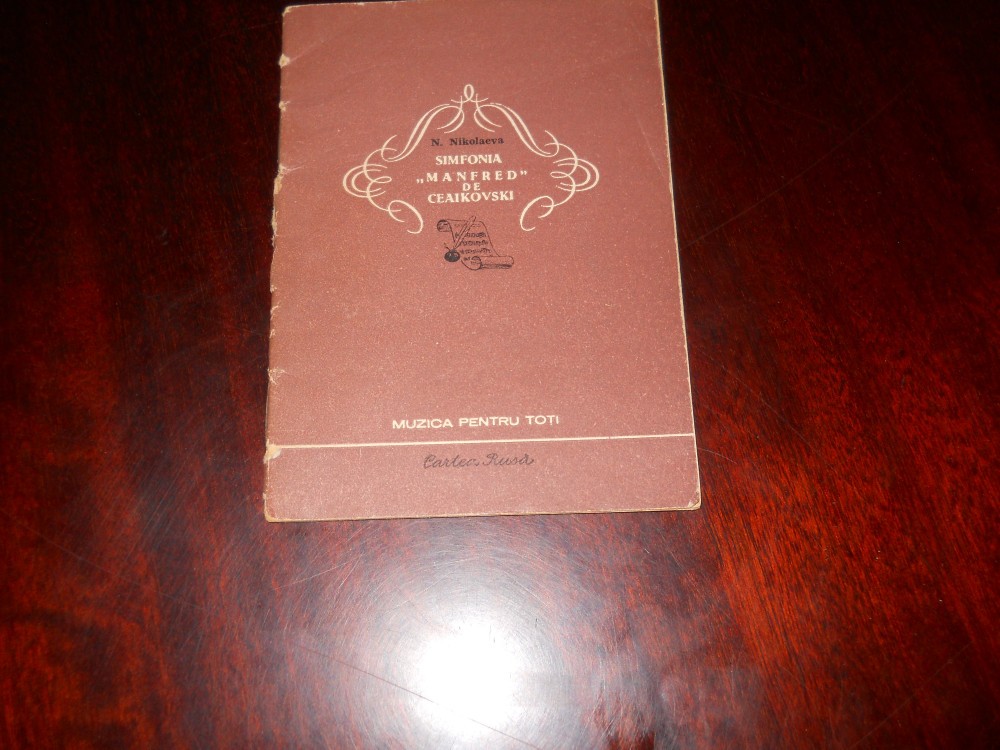 N. Nikolaeva
SIMFONIA
„MANFRED”
DE
CEAIKOVSKI
MUZICA PENTRU TOTI
Cartea Rusă